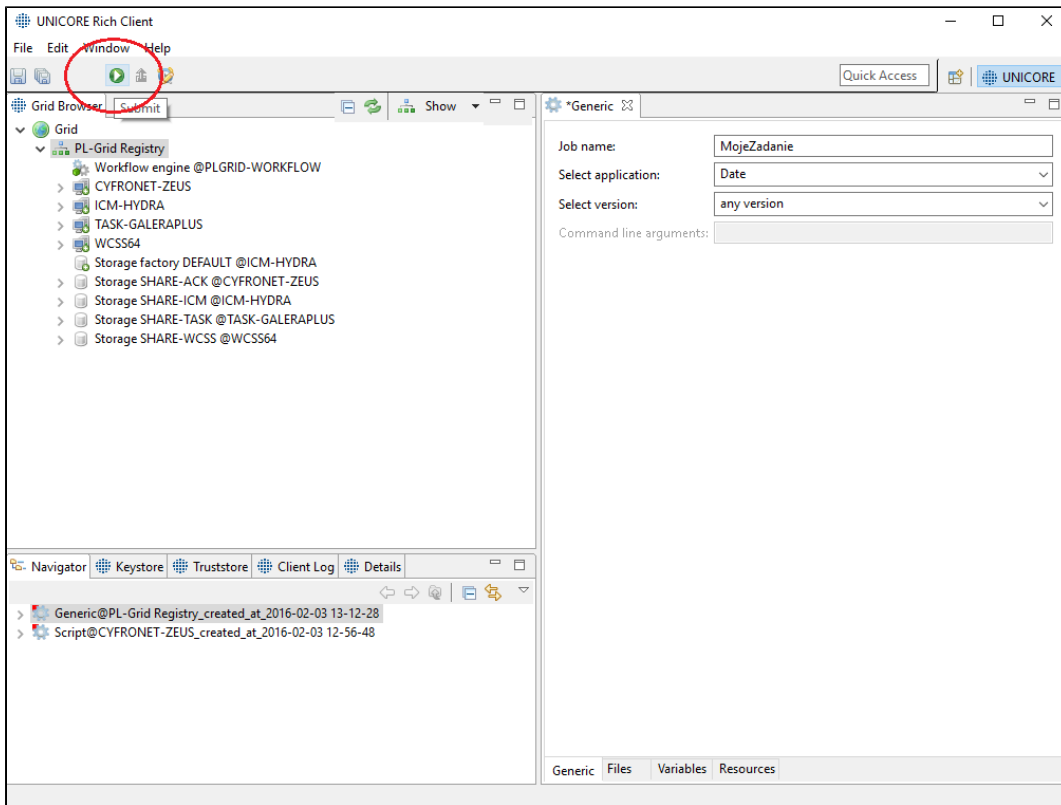 UNICORE Rich Client
File Edit Window Help
Quick Access
UNICORE
Grid Browser
Submit
Show
Grid
PL-Grid Registry
Workflow engine @PLGRID-WORKFLOW
CYFRONET-ZEUS
ICM-HYDRA
TASK-GALERAPLUS
WCSS64
Storage factory DEFAULT @ICM-HYDRA
Storage SHARE-ACK @CYFRONET-ZEUS
Storage SHARE-ICM @ICM-HYDRA
Storage SHARE-TASK @TASK-GALERAPLUS
Storage SHARE-WCSS @WCSS64
*Generic
Job name: MojeZadanie
Select application: Date
Select version: any version
Command line arguments:
Navigator Keystore Truststore Client Log Details
Generic@PL-Grid Registry_created_at_2016-02-03 13-12-28
Script@CYFRONET-ZEUS_created_at_2016-02-03 12-56-48
Generic Files Variables Resources